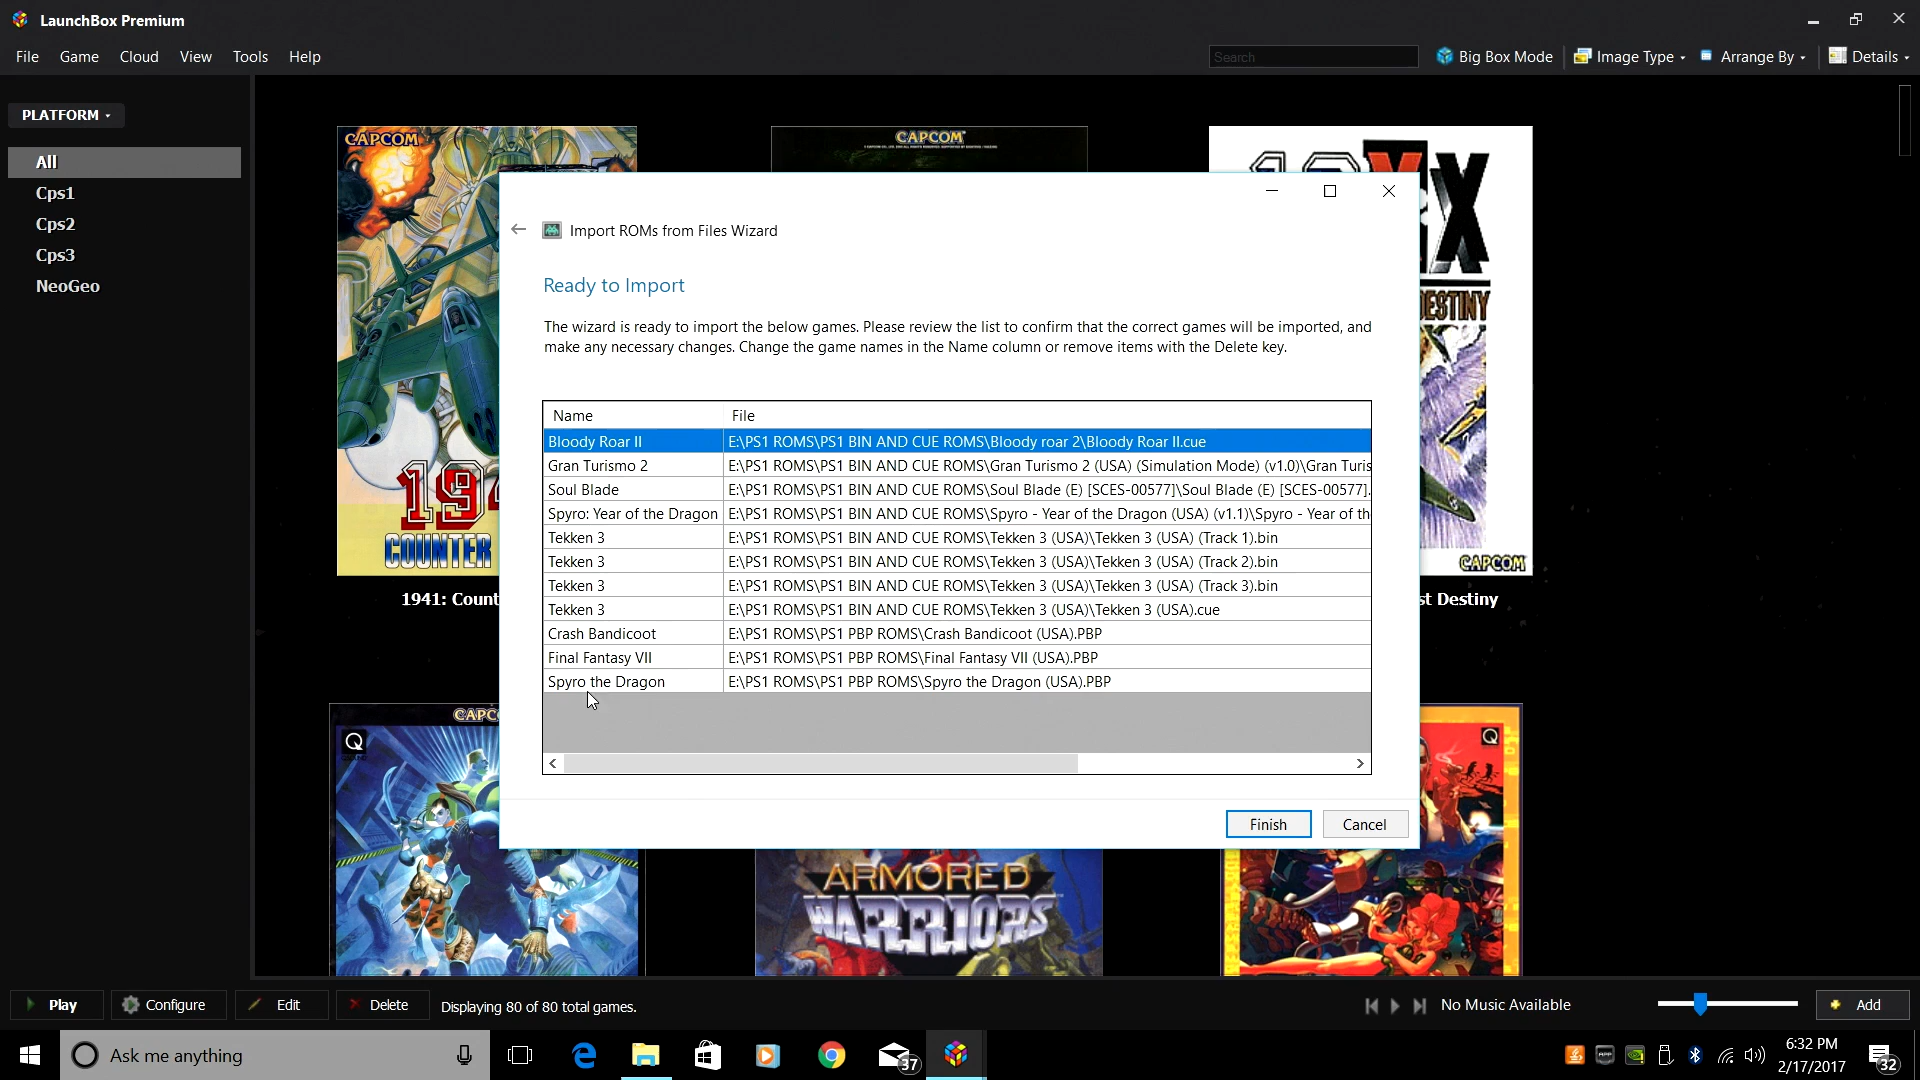 LaunchBox Premium
File Game Cloud View Tools Help
Search
Big Box Mode
Image Type
Arrange By
Details
PLATFORM
All
Cps1
Cps2
Cps3
NeoGeo
CAPCOM
CAPCOM
COUNTER
1941: Count
DESTINY
CAPCOM
st Destiny
Import ROMs from Files Wizard
Ready to Import
The wizard is ready to import the below games. Please review the list to confirm that the correct games will be imported, and
make any necessary changes. Change the game names in the Name column or remove items with the Delete key.
Name File
Bloody Roar II E:\PS1 ROMS\PS1 BIN AND CUE ROMS\Bloody roar 2\Bloody Roar II.cue
Gran Turismo 2 E:\PS1 ROMS\PS1 BIN AND CUE ROMS\Gran Turismo 2 (USA) (Simulation Mode) (v1.0)\Gran Turis
Soul Blade E:\PS1 ROMS\PS1 BIN AND CUE ROMS\Soul Blade (E) [SCES-00577]\Soul Blade (E) [SCES-00577].
Spyro: Year of the Dragon E:\PS1 ROMS\PS1 BIN AND CUE ROMS\Spyro - Year of the Dragon (USA) (v1.1)\Spyro - Year of th
Tekken 3 E:\PS1 ROMS\PS1 BIN AND CUE ROMS\Tekken 3 (USA)\Tekken 3 (USA) (Track 1).bin
Tekken 3 E:\PS1 ROMS\PS1 BIN AND CUE ROMS\Tekken 3 (USA)\Tekken 3 (USA) (Track 2).bin
Tekken 3 E:\PS1 ROMS\PS1 BIN AND CUE ROMS\Tekken 3 (USA)\Tekken 3 (USA) (Track 3).bin
Tekken 3 E:\PS1 ROMS\PS1 BIN AND CUE ROMS\Tekken 3 (USA)\Tekken 3 (USA).cue
Crash Bandicoot E:\PS1 ROMS\PS1 PBP ROMS\Crash Bandicoot (USA).PBP
Final Fantasy VII E:\PS1 ROMS\PS1 PBP ROMS\Final Fantasy VII (USA).PBP
Spyro the Dragon E:\PS1 ROMS\PS1 PBP ROMS\Spyro the Dragon (USA).PBP
Finish Cancel
CAPC
ARMORED
WARRIORS
Play Configure Edit Delete Displaying 80 of 80 total games.
No Music Available
Add
Ask me anything
37
6:32 PM
2/17/2017
32